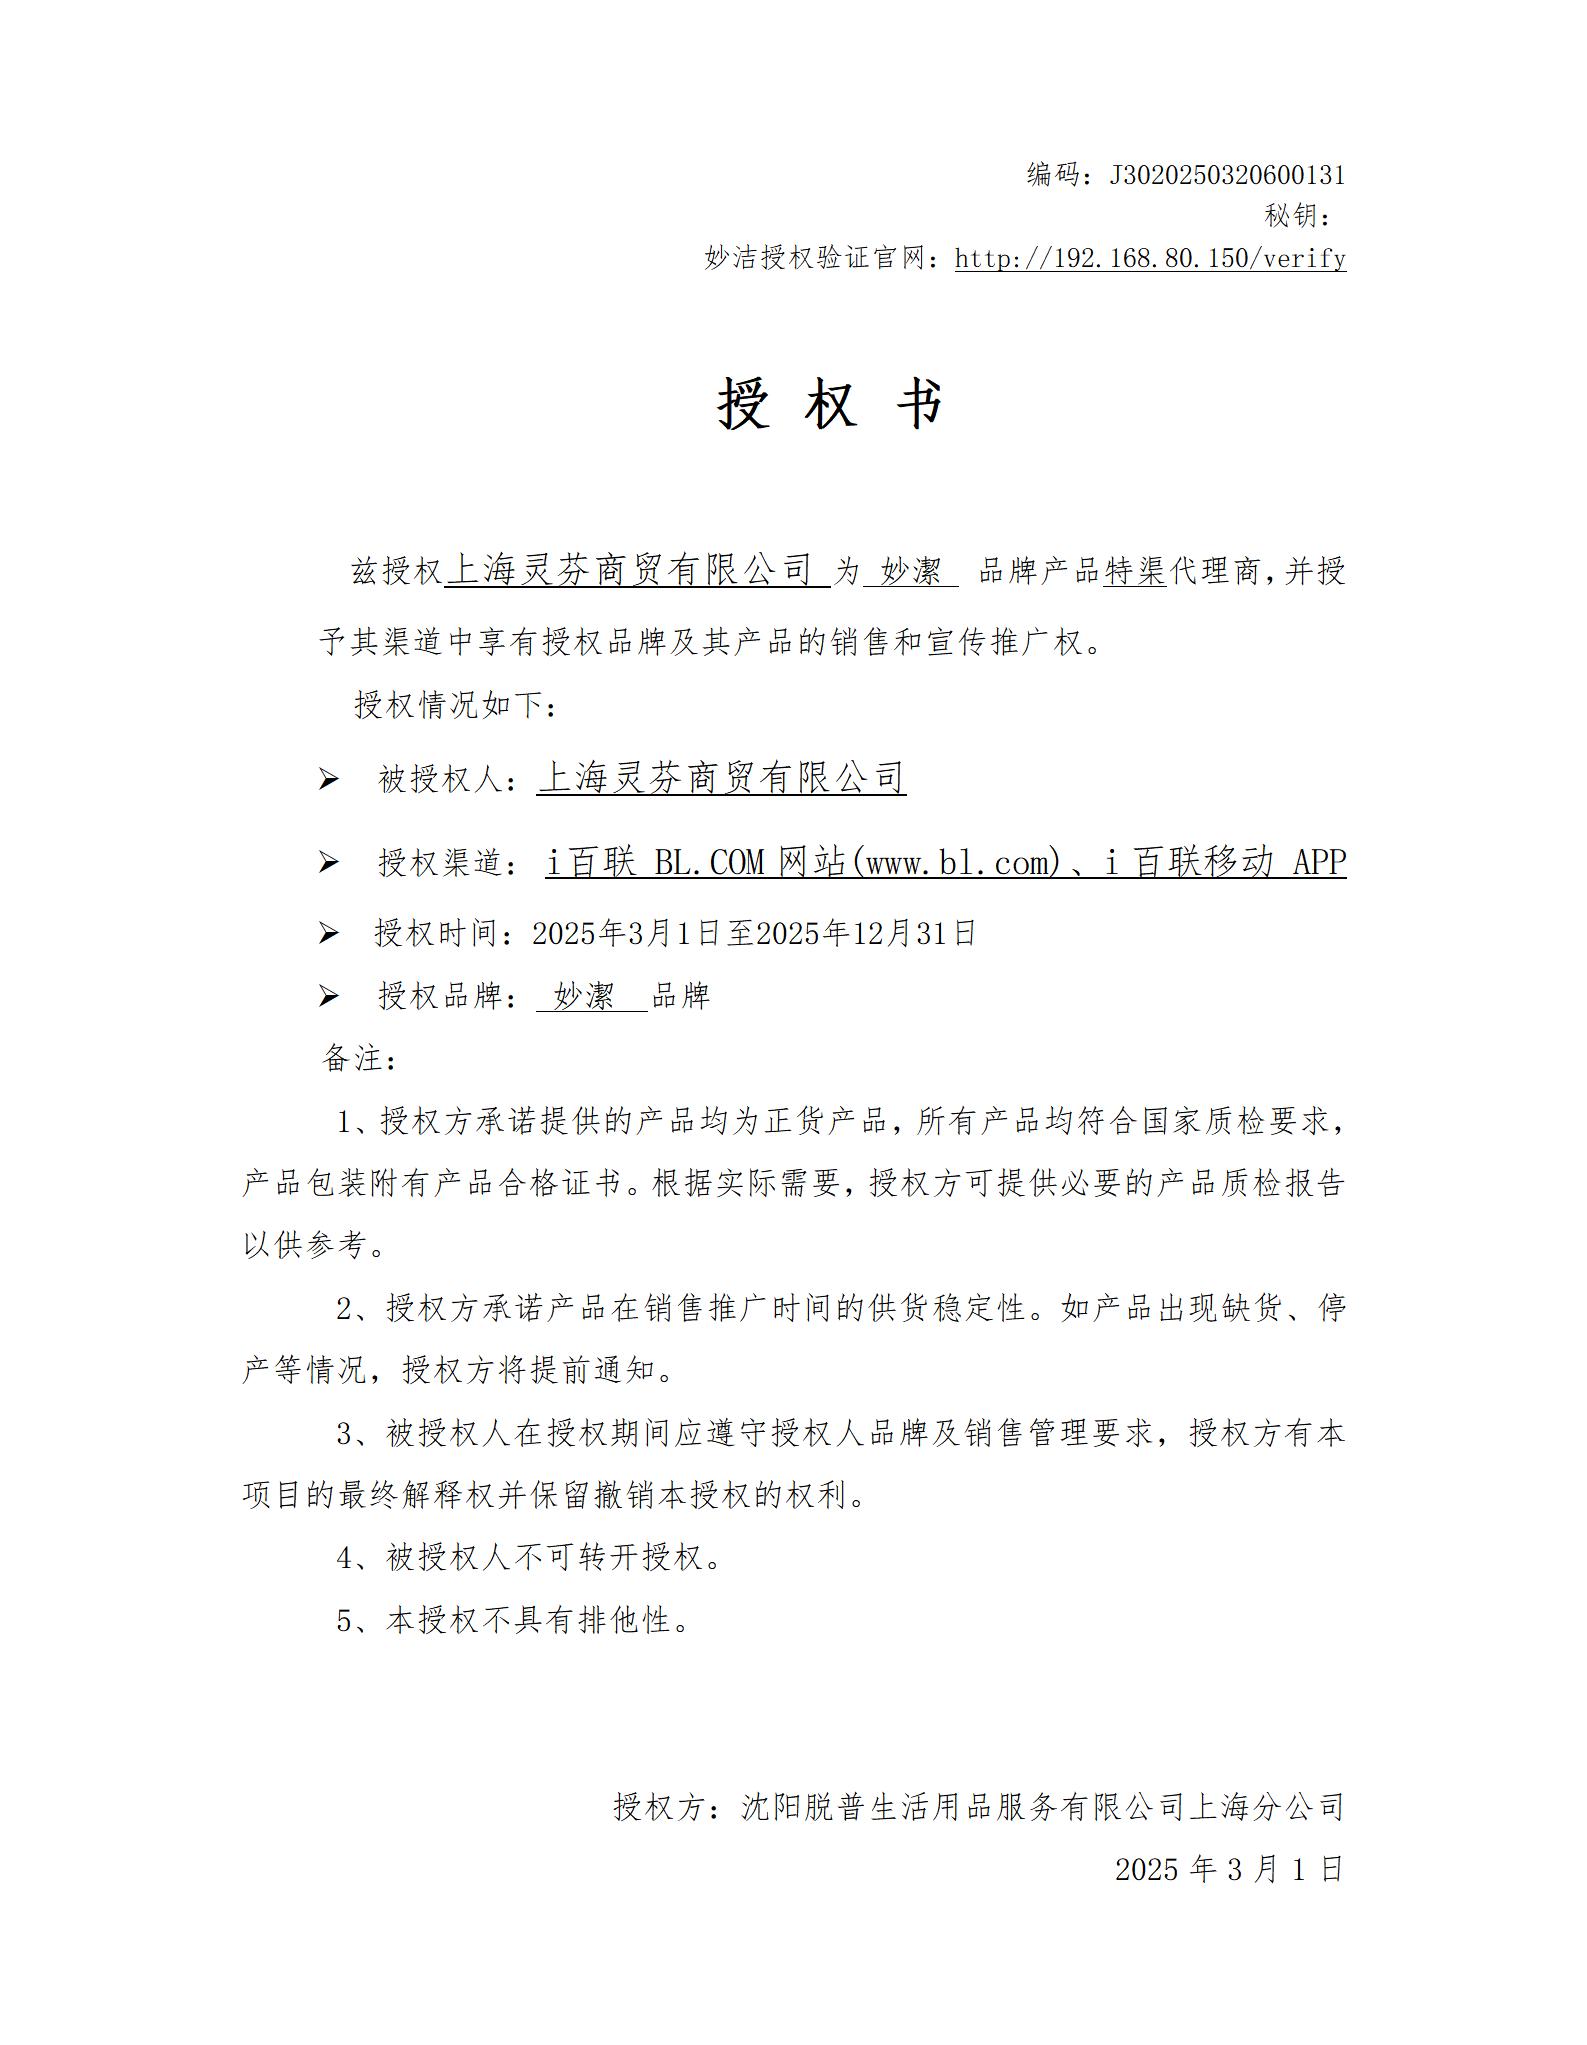 编码：J3020250320600131
秘钥：
妙洁授权验证官网：http://192.168.80.150/verify
授 权 书
兹授权上海灵芬商贸有限公司 为 妙潔 品牌产品特渠代理商，并授
予其渠道中享有授权品牌及其产品的销售和宣传推广权。
授权情况如下：
➢ 被授权人：上海灵芬商贸有限公司
➢ 授权渠道： i百联 BL.COM 网站(www.bl.com)、i 百联移动 APP
➢ 授权时间：2025年3月1日至2025年12月31日
➢ 授权品牌： 妙潔 品牌
备注：
1、授权方承诺提供的产品均为正货产品，所有产品均符合国家质检要求，
产品包装附有产品合格证书。根据实际需要，授权方可提供必要的产品质检报告
以供参考。
2、授权方承诺产品在销售推广时间的供货稳定性。如产品出现缺货、停
产等情况，授权方将提前通知。
3、被授权人在授权期间应遵守授权人品牌及销售管理要求，授权方有本
项目的最终解释权并保留撤销本授权的权利。
4、被授权人不可转开授权。
5、本授权不具有排他性。
授权方：沈阳脱普生活用品服务有限公司上海分公司
2025 年 3 月 1 日